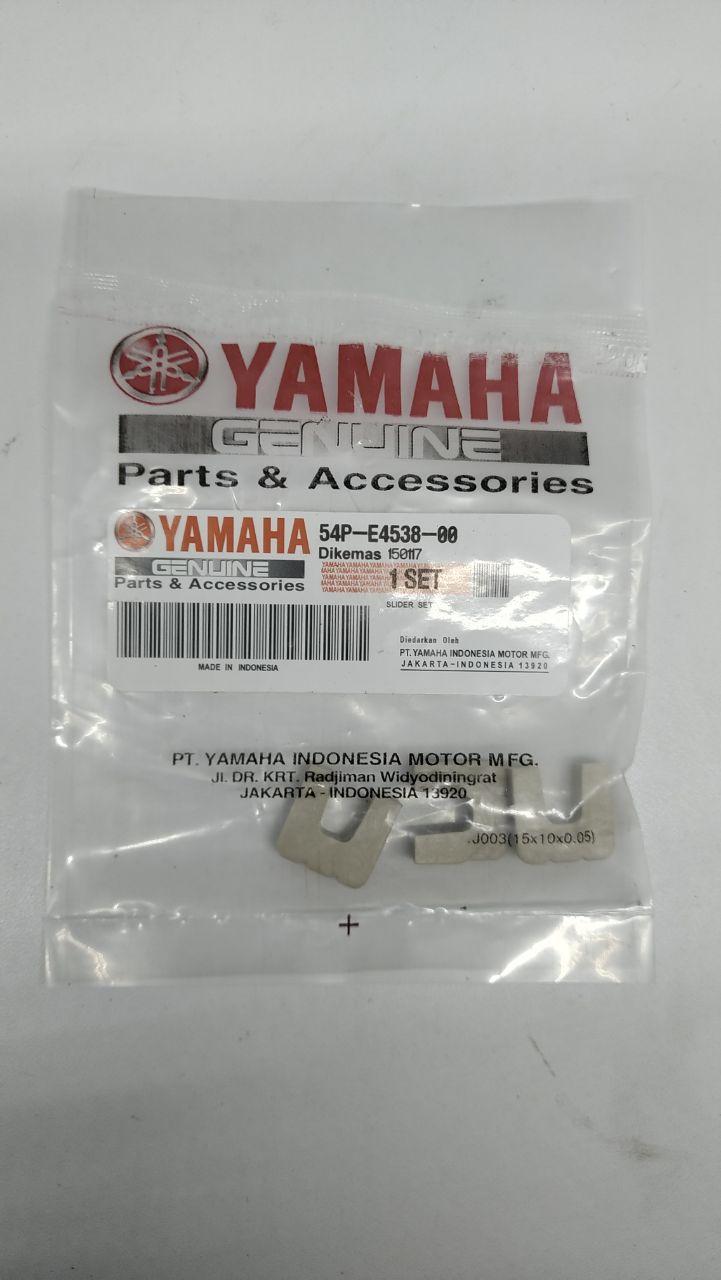 YAMAHA
GENUINE
Parts & Accessories
YAMAHA
GENUINE
Parts & Accessories
54P-E4538-00
Dikemas 150117
1 SET
SLIDER SET
MADE IN INDONESIA
Diedarkan Oleh
PT. YAMAHA INDONESIA MOTOR MFG.
JAKARTA-INDONESIA 13920
PT. YAMAHA INDONESIA MOTOR MFG.
Jl. DR. KRT. Radjiman Widyodiningrat
JAKARTA - INDONESIA 13920
J003(15x10x0.05)